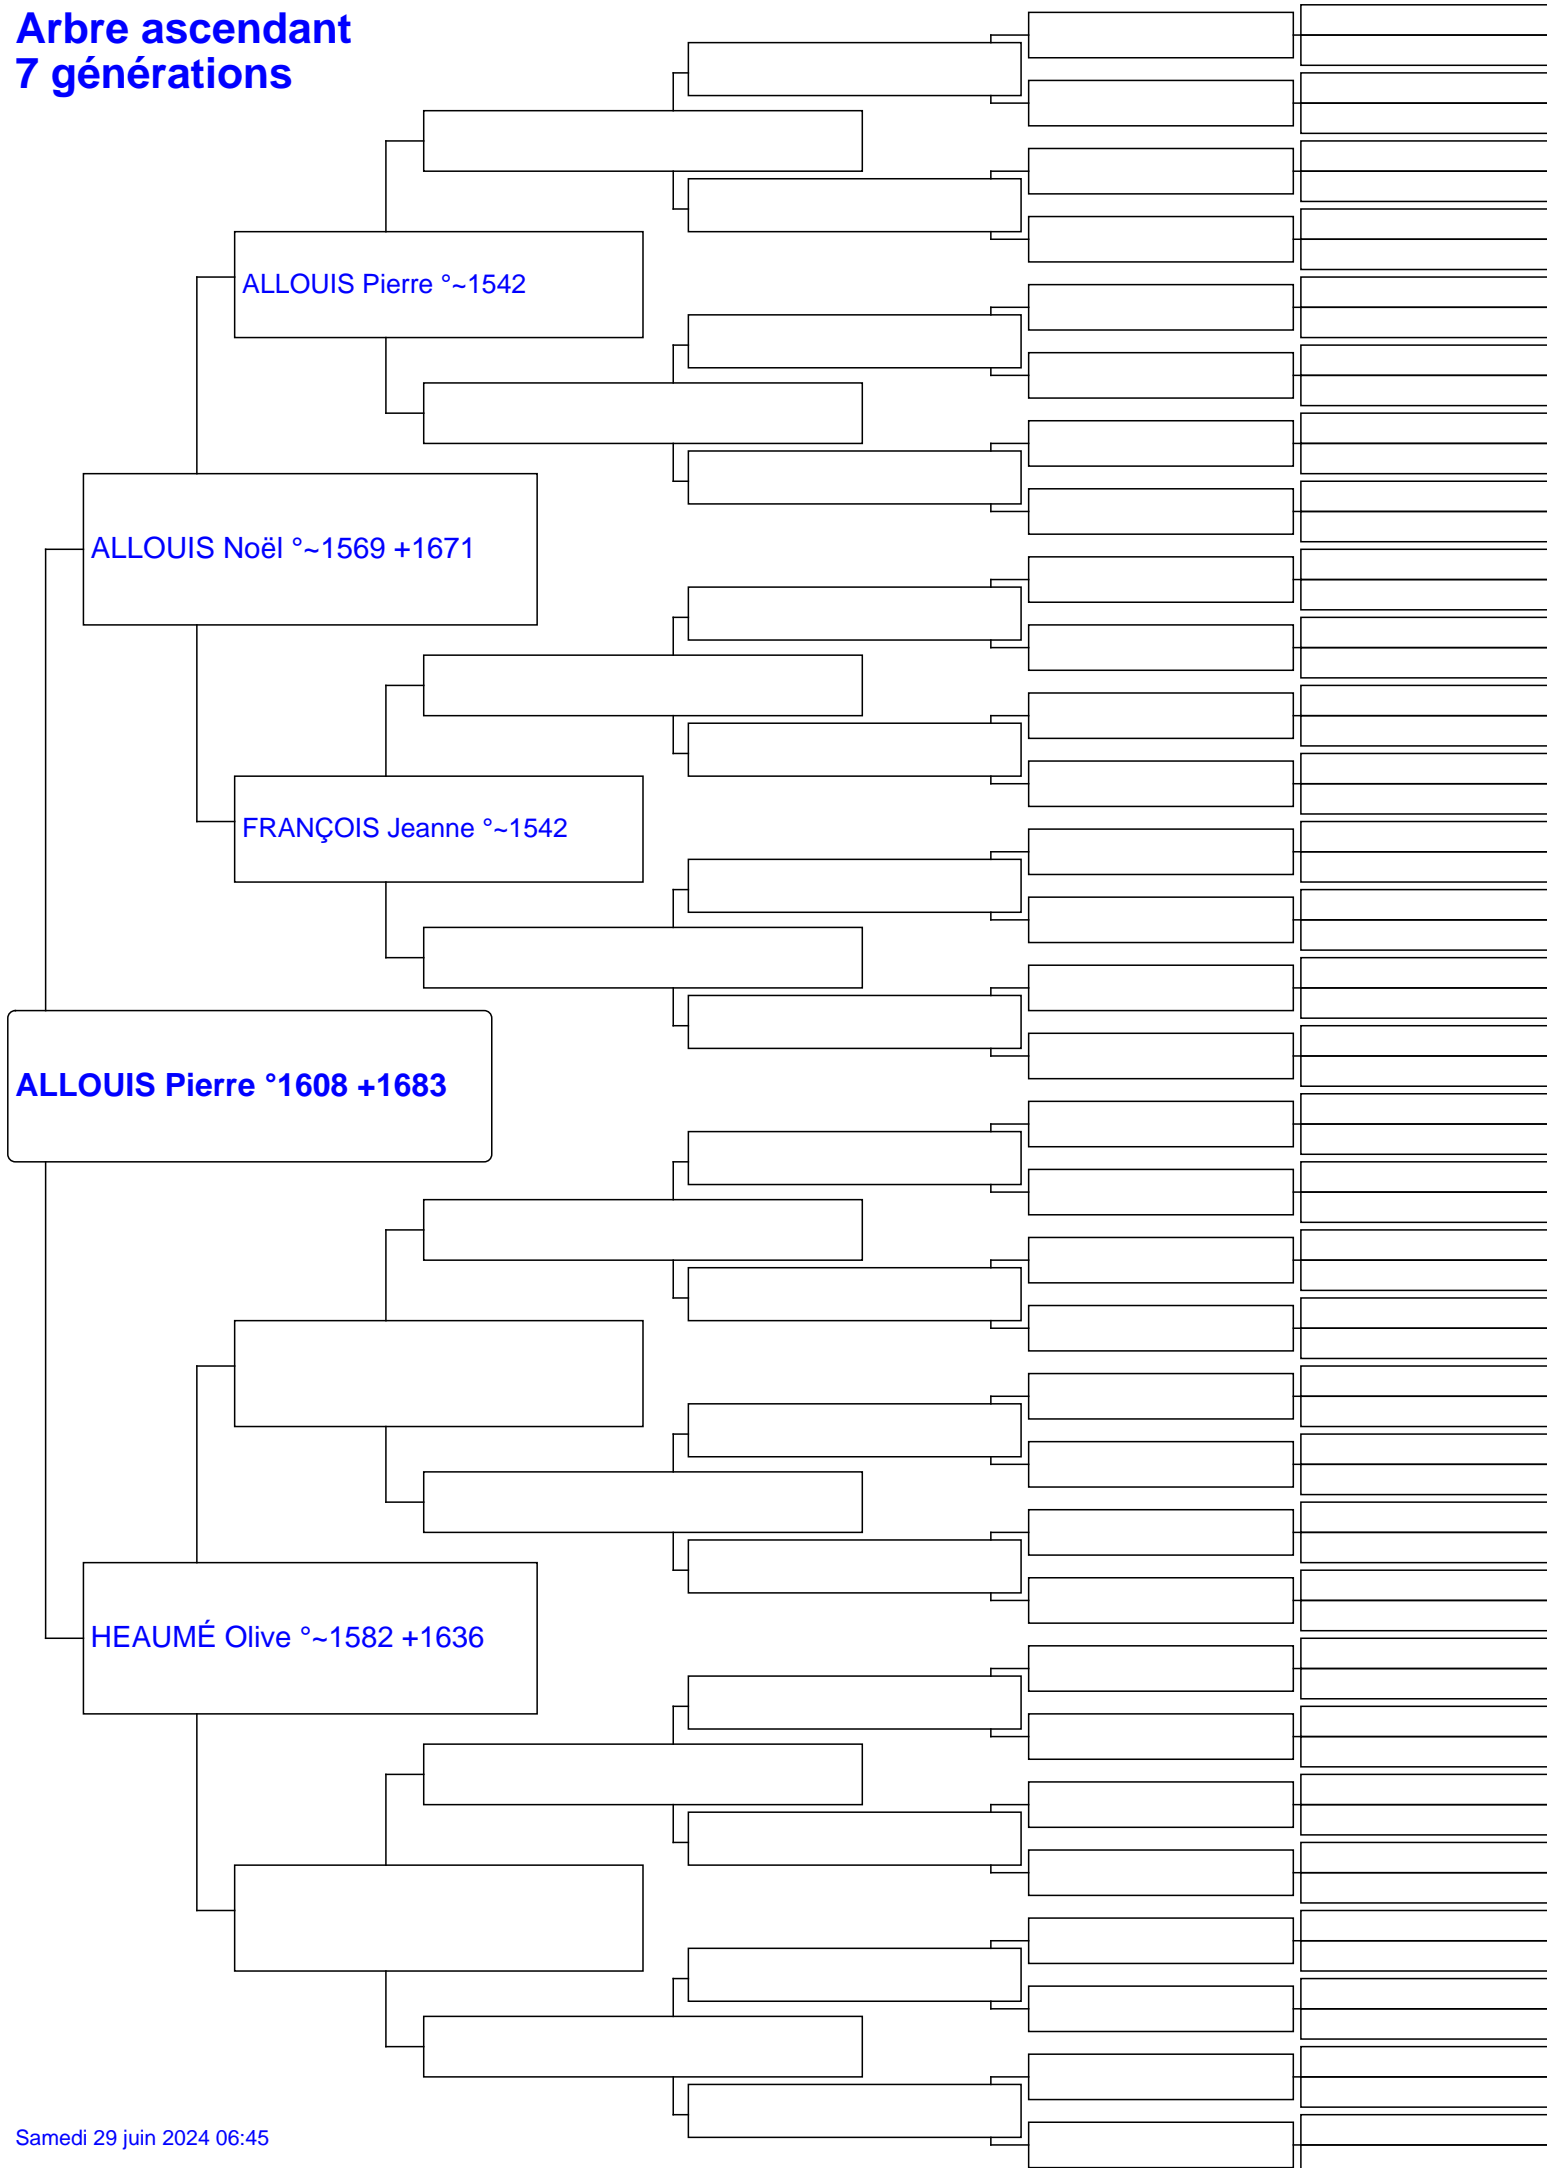 Arbre ascendant
7 générations
ALLOUIS Pierre °~1542
ALLOUIS Noël °~1569 +1671
FRANÇOIS Jeanne °~1542
ALLOUIS Pierre °1608 +1683
HEAUMÉ Olive °~1582 +1636
Samedi 29 juin 2024 06:45